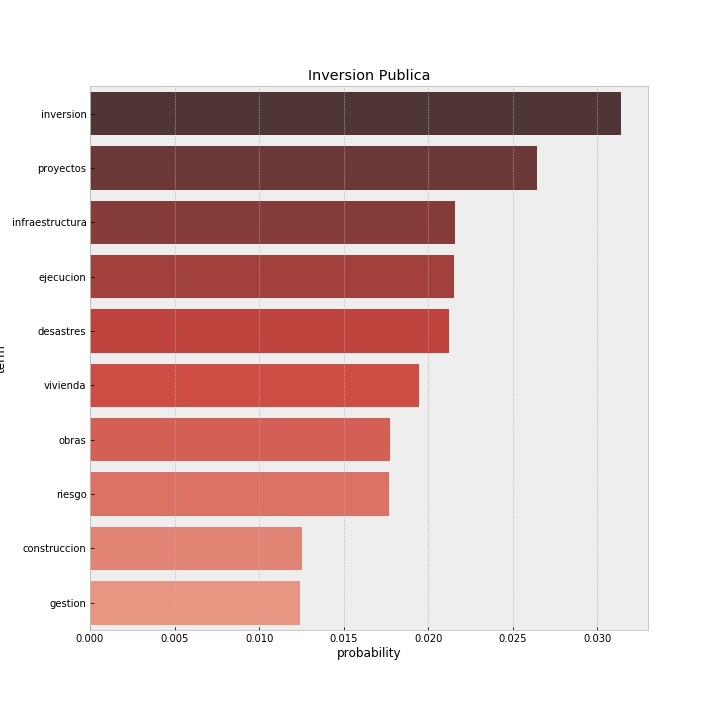 Inversion Publica
inversion
proyectos
infraestructura
ejecucion
desastres
vivienda
obras
riesgo
construccion
gestion
term
0.000 0.005 0.010 0.015 0.020 0.025 0.030
probability